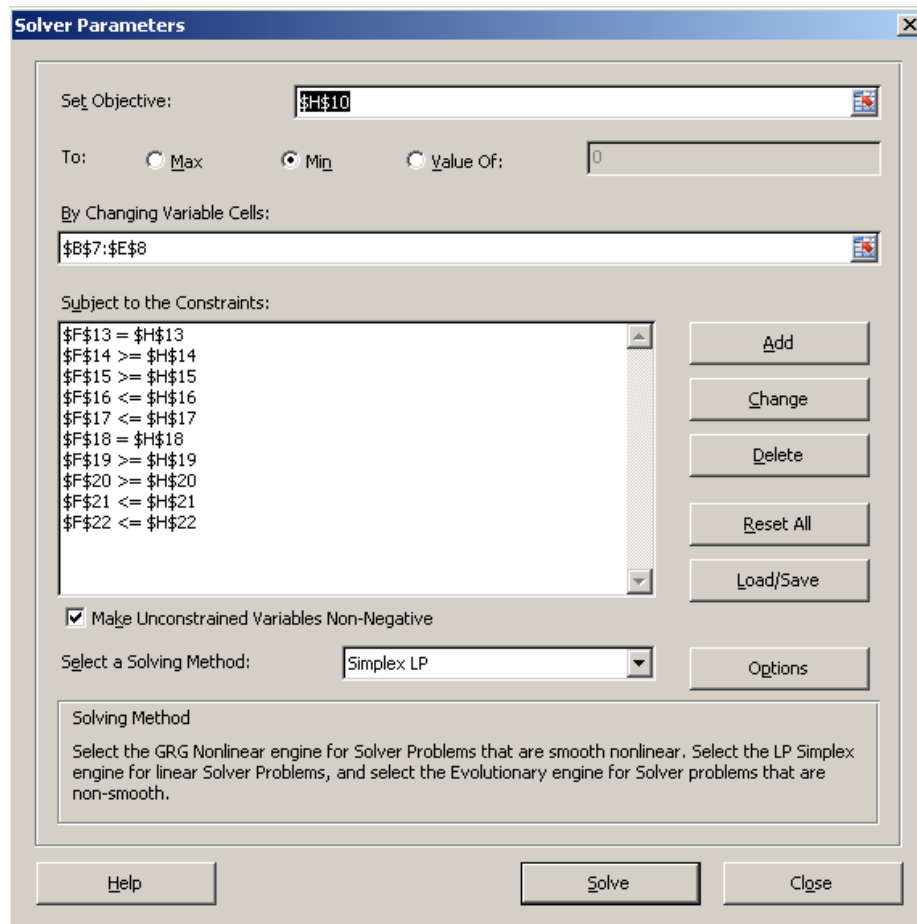 Solver Parameters
Set Objective: $H$10
To: Max Min Value Of: 0
By Changing Variable Cells:
$B$7:$E$8
Subject to the Constraints:
$F$13 = $H$13
$F$14 >= $H$14
$F$15 >= $H$15
$F$16 <= $H$16
$F$17 <= $H$17
$F$18 = $H$18
$F$19 >= $H$19
$F$20 >= $H$20
$F$21 <= $H$21
$F$22 <= $H$22
Add
Change
Delete
Reset All
Load/Save
Make Unconstrained Variables Non-Negative
Select a Solving Method: Simplex LP Options
Solving Method
Select the GRG Nonlinear engine for Solver Problems that are smooth nonlinear. Select the LP Simplex
engine for linear Solver Problems, and select the Evolutionary engine for Solver problems that are
non-smooth.
Help Solve Close